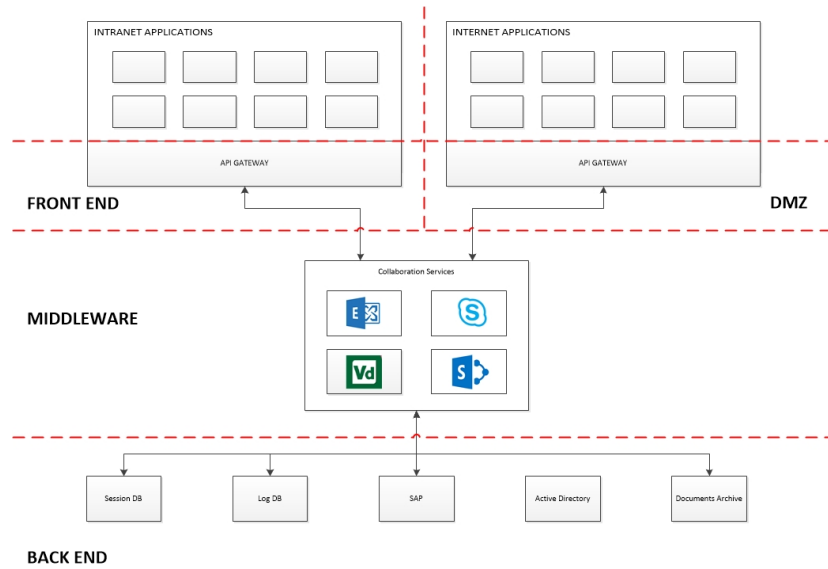 INTRANET APPLICATIONS
INTERNET APPLICATIONS
API GATEWAY
API GATEWAY
FRONT END
DMZ
Collaboration Services
E
S
MIDDLEWARE
Vd
S
Session DB
Log DB
SAP
Active Directory
Documents Archive
BACK END